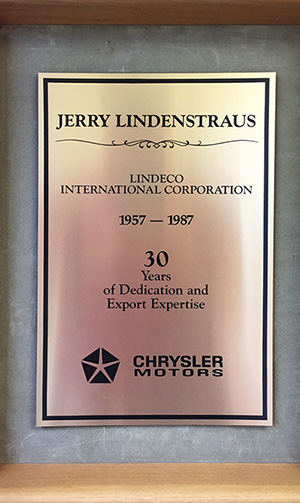 JERRY LINDENSTRAUS
LINDECO
INTERNATIONAL CORPORATION
1957 — 1987
30
Years
of Dedication and
Export Expertise
CHRYSLER
MOTORS